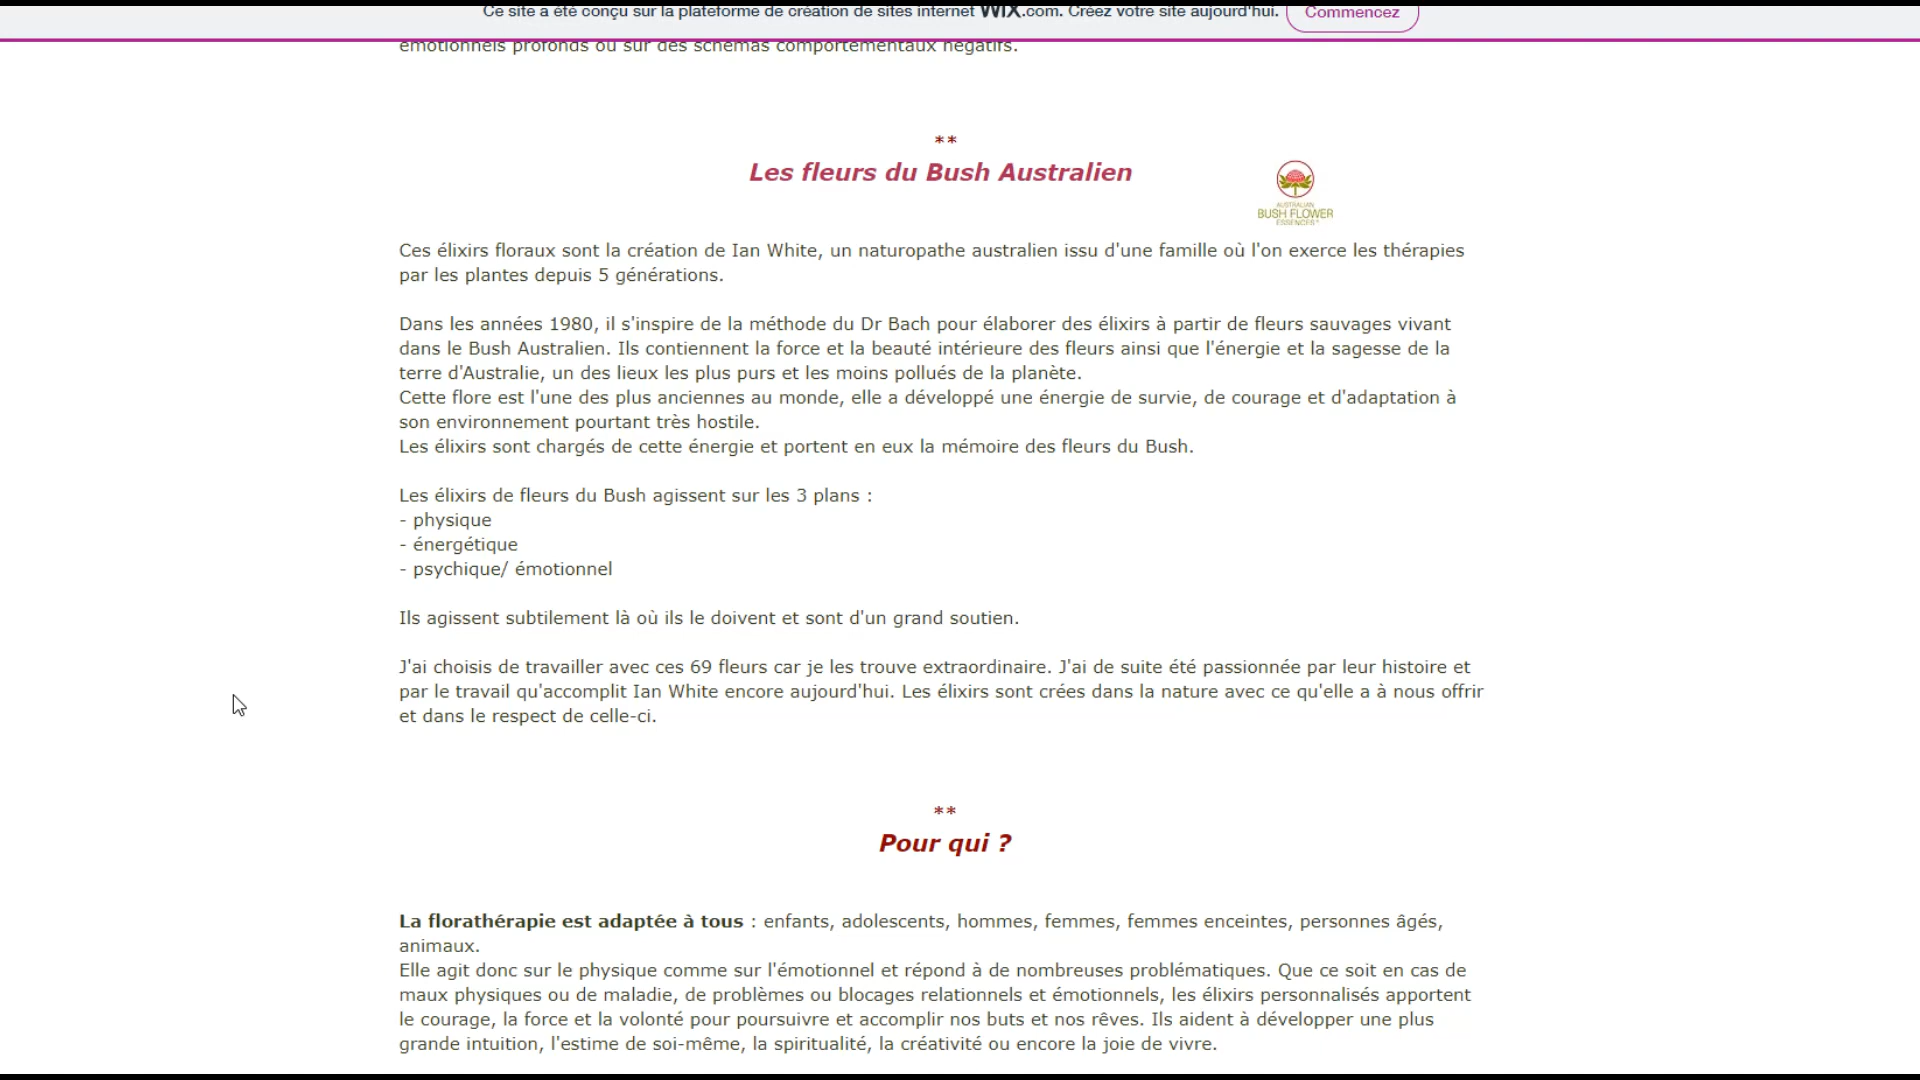 Ce site a été conçu sur la plateforme de création de sites internet WIX.com. Créez votre site aujourd'hui. Commencez
émotionnels profonds ou sur des schémas comportementaux négatifs.
**
Les fleurs du Bush Australien
AUSTRALIAN
BUSH FLOWER
ESSENCES
Ces élixirs floraux sont la création de Ian White, un naturopathe australien issu d'une famille où l'on exerce les thérapies
par les plantes depuis 5 générations.
Dans les années 1980, il s'inspire de la méthode du Dr Bach pour élaborer des élixirs à partir de fleurs sauvages vivant
dans le Bush Australien. Ils contiennent la force et la beauté intérieure des fleurs ainsi que l'énergie et la sagesse de la
terre d'Australie, un des lieux les plus purs et les moins pollués de la planète.
Cette flore est l'une des plus anciennes au monde, elle a développé une énergie de survie, de courage et d'adaptation à
son environnement pourtant très hostile.
Les élixirs sont chargés de cette énergie et portent en eux la mémoire des fleurs du Bush.
Les élixirs de fleurs du Bush agissent sur les 3 plans :
- physique
- énergétique
- psychique/ émotionnel
Ils agissent subtilement là où ils le doivent et sont d'un grand soutien.
J'ai choisis de travailler avec ces 69 fleurs car je les trouve extraordinaire. J'ai de suite été passionnée par leur histoire et
par le travail qu'accomplit Ian White encore aujourd'hui. Les élixirs sont crées dans la nature avec ce qu'elle a à nous offrir
et dans le respect de celle-ci.
**
Pour qui ?
La florathérapie est adaptée à tous : enfants, adolescents, hommes, femmes, femmes enceintes, personnes âgés,
animaux.
Elle agit donc sur le physique comme sur l'émotionnel et répond à de nombreuses problématiques. Que ce soit en cas de
maux physiques ou de maladie, de problèmes ou blocages relationnels et émotionnels, les élixirs personnalisés apportent
le courage, la force et la volonté pour poursuivre et accomplir nos buts et nos rêves. Ils aident à développer une plus
grande intuition, l'estime de soi-même, la spiritualité, la créativité ou encore la joie de vivre.